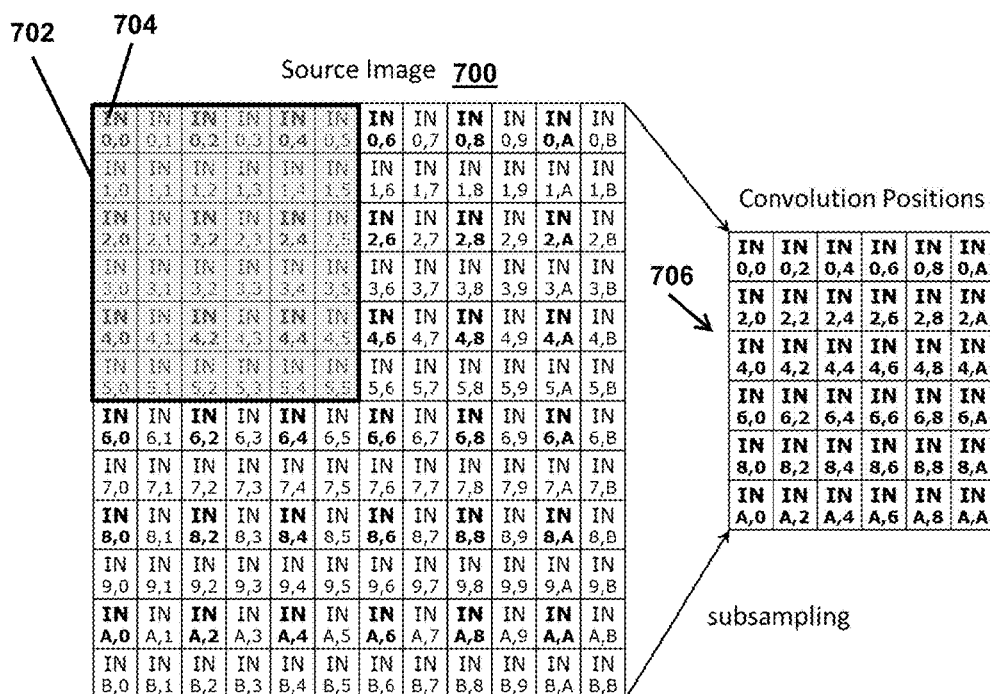 702
704
Source Image 700
IN IN IN IN IN IN IN IN IN IN IN IN
0,0 0,1 0,2 0,3 0,4 0,5 0,6 0,7 0,8 0,9 0,A 0,B
IN IN IN IN IN IN IN IN IN IN IN IN
1,0 1,1 1,2 1,3 1,4 1,5 1,6 1,7 1,8 1,9 1,A 1,B
IN IN IN IN IN IN IN IN IN IN IN IN
2,0 2,1 2,2 2,3 2,4 2,5 2,6 2,7 2,8 2,9 2,A 2,B
IN IN IN IN IN IN IN IN IN IN IN IN
3,0 3,1 3,2 3,3 3,4 3,5 3,6 3,7 3,8 3,9 3,A 3,B
IN IN IN IN IN IN IN IN IN IN IN IN
4,0 4,1 4,2 4,3 4,4 4,5 4,6 4,7 4,8 4,9 4,A 4,B
IN IN IN IN IN IN IN IN IN IN IN IN
5,0 5,1 5,2 5,3 5,4 5,5 5,6 5,7 5,8 5,9 5,A 5,B
IN IN IN IN IN IN IN IN IN IN IN IN
6,0 6,1 6,2 6,3 6,4 6,5 6,6 6,7 6,8 6,9 6,A 6,B
IN IN IN IN IN IN IN IN IN IN IN IN
7,0 7,1 7,2 7,3 7,4 7,5 7,6 7,7 7,8 7,9 7,A 7,B
IN IN IN IN IN IN IN IN IN IN IN IN
8,0 8,1 8,2 8,3 8,4 8,5 8,6 8,7 8,8 8,9 8,A 8,B
IN IN IN IN IN IN IN IN IN IN IN IN
9,0 9,1 9,2 9,3 9,4 9,5 9,6 9,7 9,8 9,9 9,A 9,B
IN IN IN IN IN IN IN IN IN IN IN IN
A,0 A,1 A,2 A,3 A,4 A,5 A,6 A,7 A,8 A,9 A,A A,B
IN IN IN IN IN IN IN IN IN IN IN IN
B,0 B,1 B,2 B,3 B,4 B,5 B,6 B,7 B,8 B,9 B,A B,B
Convolution Positions
706
IN IN IN IN IN IN
0,0 0,2 0,4 0,6 0,8 0,A
IN IN IN IN IN IN
2,0 2,2 2,4 2,6 2,8 2,A
IN IN IN IN IN IN
4,0 4,2 4,4 4,6 4,8 4,A
IN IN IN IN IN IN
6,0 6,2 6,4 6,6 6,8 6,A
IN IN IN IN IN IN
8,0 8,2 8,4 8,6 8,8 8,A
IN IN IN IN IN IN
A,0 A,2 A,4 A,6 A,8 A,A
subsampling